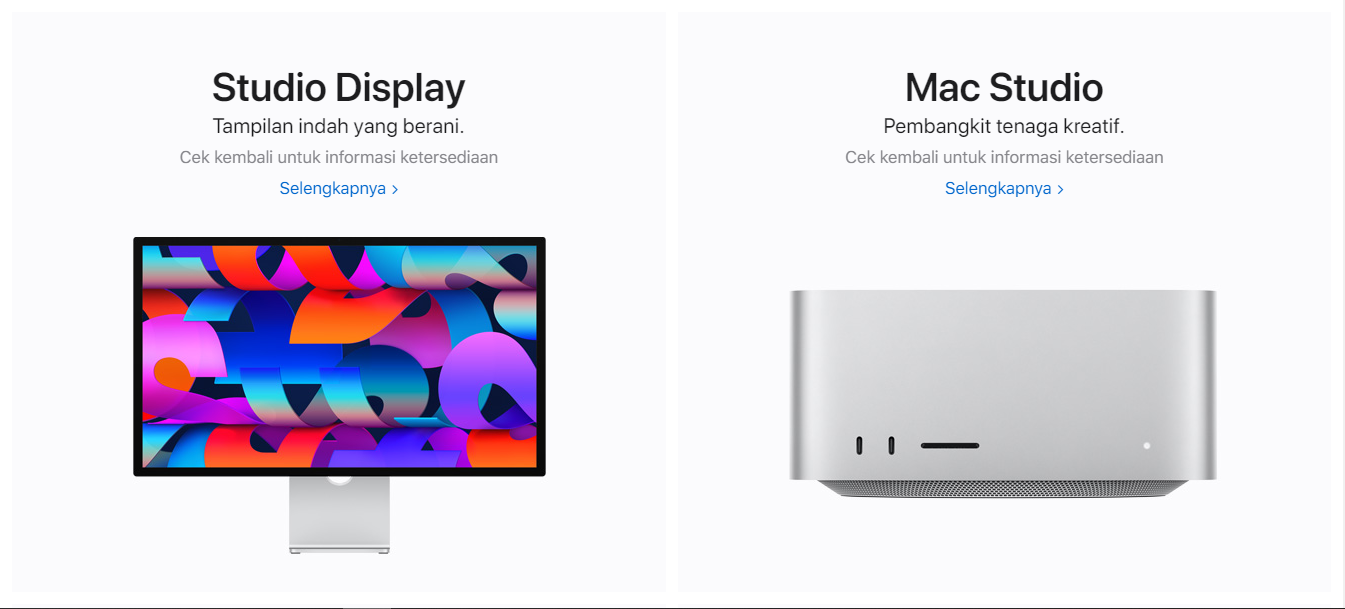 Studio Display
Tampilan indah yang berani.
Cek kembali untuk informasi ketersediaan
Selengkapnya >
Mac Studio
Pembangkit tenaga kreatif.
Cek kembali untuk informasi ketersediaan
Selengkapnya >